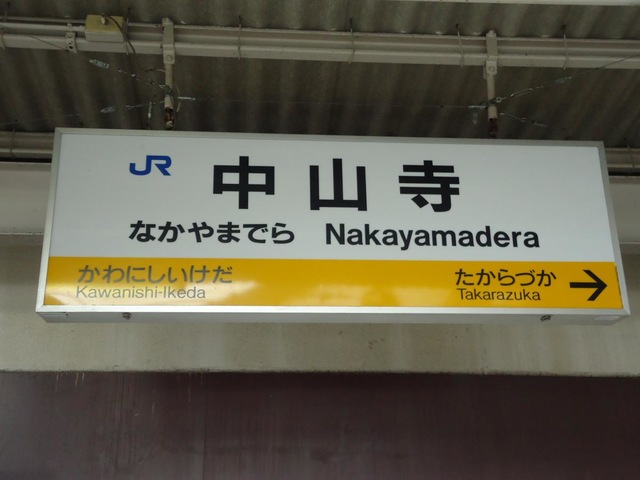 JR 中山寺
なかやまでら Nakayamadera
かわにしいけだ たからづか →
Kawanishi-Ikeda Takarazuka